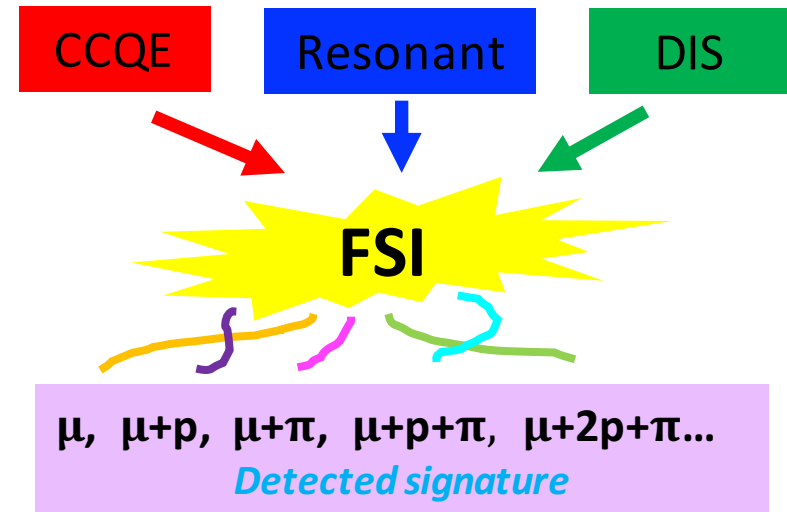 CCQE
Resonant
DIS
FSI
μ, μ+p, μ+π, μ+p+π, μ+2p+π...
Detected signature